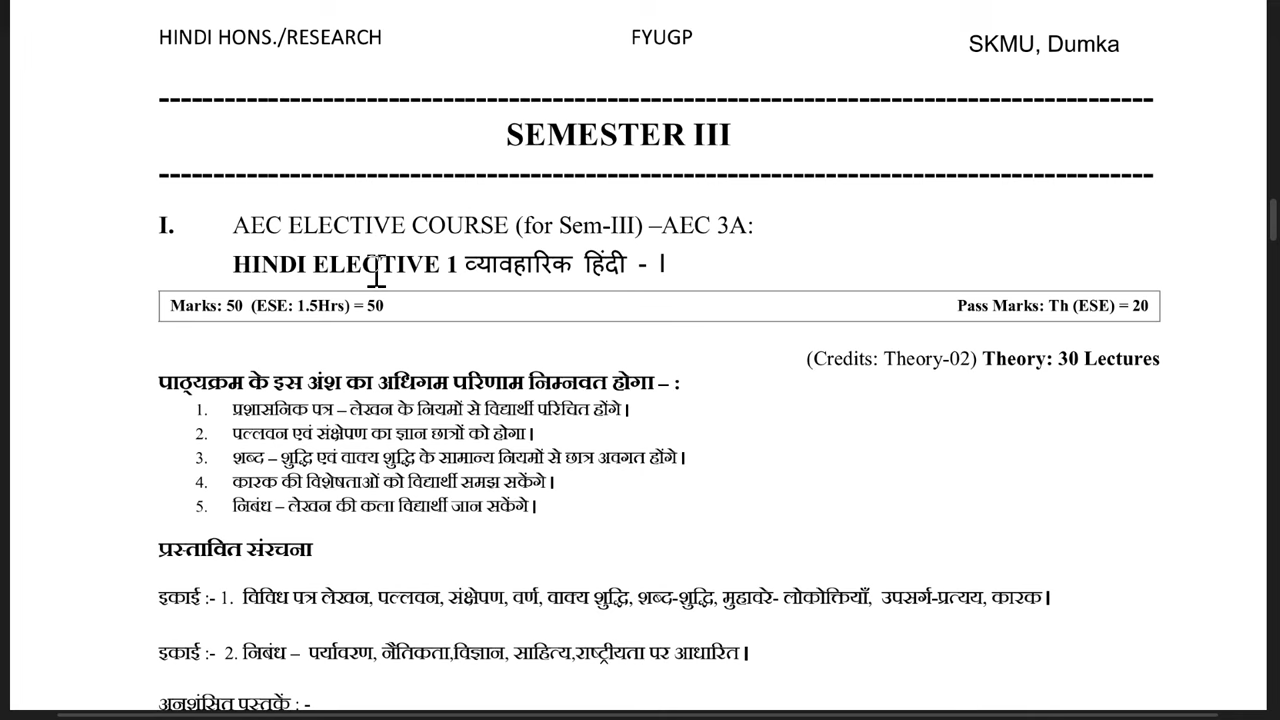 HINDI HONS./RESEARCH FYUGP SKMU, Dumka
SEMESTER III
I. AEC ELECTIVE COURSE (for Sem-III) –AEC 3A:
HINDI ELECTIVE 1 व्यावहारिक हिंदी - I
Marks: 50 (ESE: 1.5Hrs) = 50 Pass Marks: Th (ESE) = 20
(Credits: Theory-02) Theory: 30 Lectures
पाठ्यक्रम के इस अंश का अधिगम परिणाम निम्नवत होगा – :
1. प्रशासनिक पत्र – लेखन के नियमों से विद्यार्थी परिचित होंगे।
2. पल्लवन एवं संक्षेपण का ज्ञान छात्रों को होगा।
3. शब्द – शुद्धि एवं वाक्य शुद्धि के सामान्य नियमों से छात्र अवगत होंगे।
4. कारक की विशेषताओं को विद्यार्थी समझ सकेंगे।
5. निबंध – लेखन की कला विद्यार्थी जान सकेंगे।
प्रस्तावित संरचना
इकाई :- 1. विविध पत्र लेखन, पल्लवन, संक्षेपण, वर्ण, वाक्य शुद्धि, शब्द-शुद्धि, मुहावरे- लोकोक्तियाँ, उपसर्ग-प्रत्यय, कारक।
इकाई :- 2. निबंध – पर्यावरण, नैतिकता,विज्ञान, साहित्य,राष्ट्रीयता पर आधारित।
अनुशंसित पुस्तकें : -